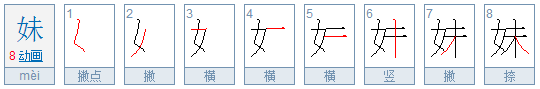 妹 1 2 3 4 5 6 7 8
8 动画
mèi 撇点 撇 横 横 横 竖 撇 捺